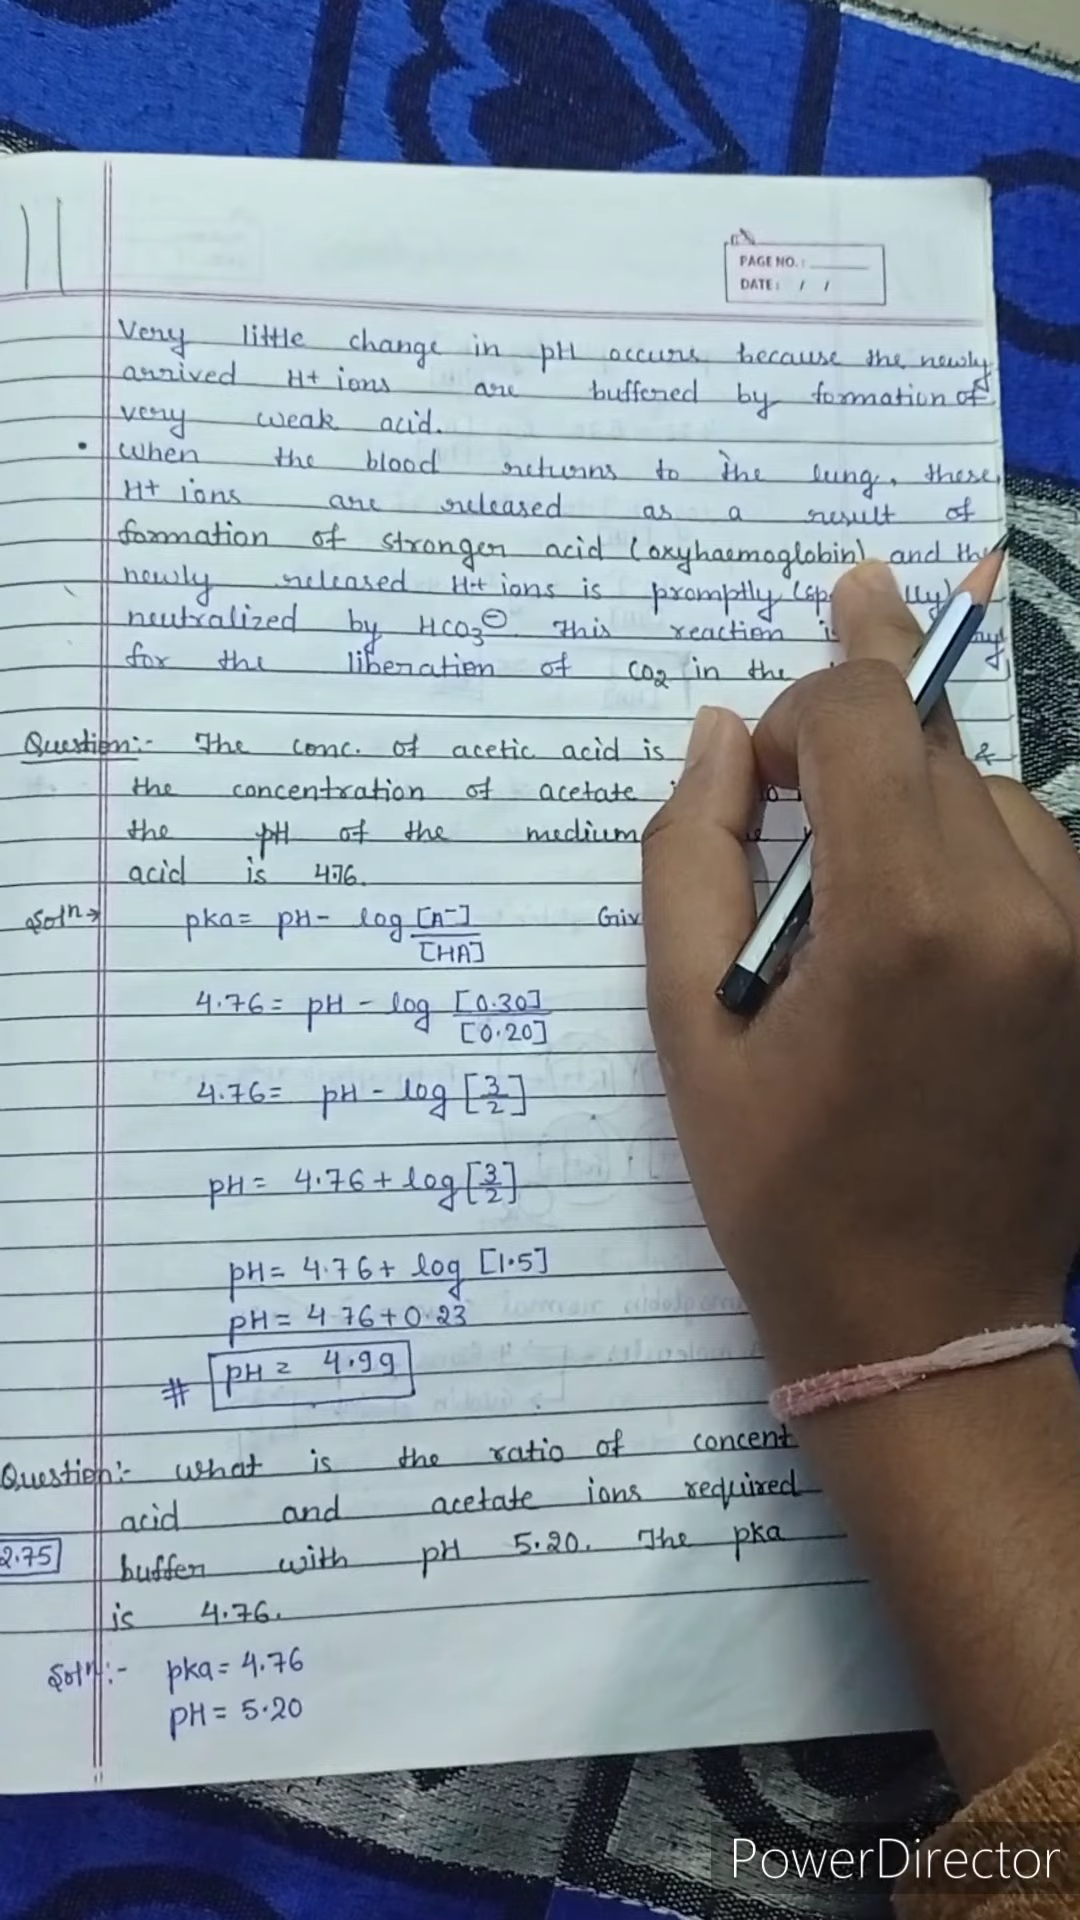 11
PAGE NO.:
DATE: / /
Very little change in pH occurs because the newly
arrived H+ ions are buffered by formation of
very weak acid.
• When the blood returns to the lung, these
H+ ions are released as a result of
formation of stronger acid (oxyhaemoglobin) and the
newly released H+ ions is promptly
neutralized by HCO3⊖. This reaction
for the liberation of CO2 in the
Question:- The conc. of acetic acid is &
the concentration of acetate
the pH of the medium
acid is 4.76.
Soln→ pka= pH- log [A-]/[HA]
4.76= pH - log [0.30]/[0.20]
4.76= pH - log [3/2]
pH= 4.76+ log [3/2]
pH= 4.76+ log [1.5]
pH= 4.76+0.23
# pH= 4.99
Question:- what is the ratio of
acid and acetate ions required
2.75 buffer with pH 5.20. The pka
is 4.76.
Soln:- pka= 4.76
pH= 5.20
PowerDirector